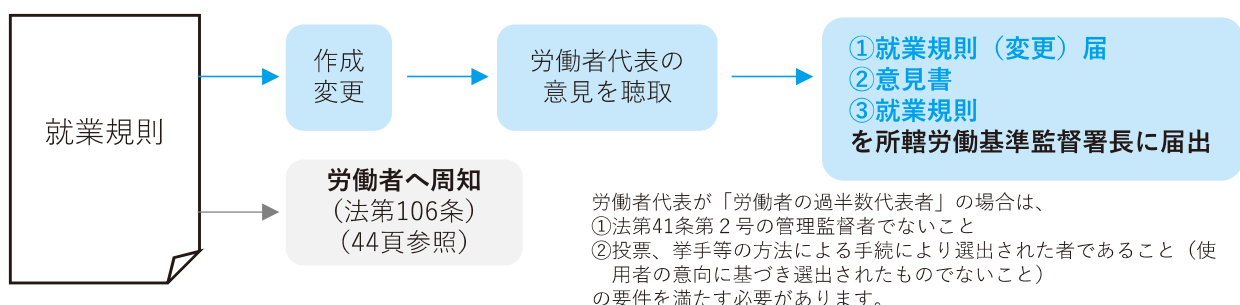 就業規則
作成
変更
労働者代表の
意見を聴取
①就業規則（変更）届
②意見書
③就業規則
を所轄労働基準監督署長に届出
労働者へ周知
（法第106条）
（44頁参照）
労働者代表が「労働者の過半数代表者」の場合は、
①法第41条第２号の管理監督者でないこと
②投票、挙手等の方法による手続により選出された者であること（使
用者の意向に基づき選出されたものでないこと）
の要件を満たす必要があります。